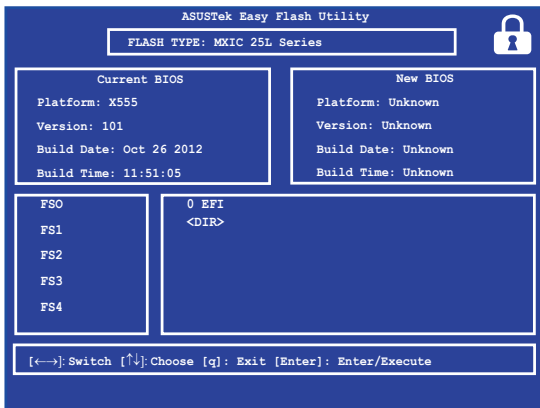 ASUSTek Easy Flash Utility
FLASH TYPE: MXIC 25L Series
Current BIOS
Platform: X555
Version: 101
Build Date: Oct 26 2012
Build Time: 11:51:05
New BIOS
Platform: Unknown
Version: Unknown
Build Date: Unknown
Build Time: Unknown
FSO
FS1
FS2
FS3
FS4
0 EFI
<DIR>
[←→]: Switch [↑↓]: Choose [q]: Exit [Enter]: Enter/Execute